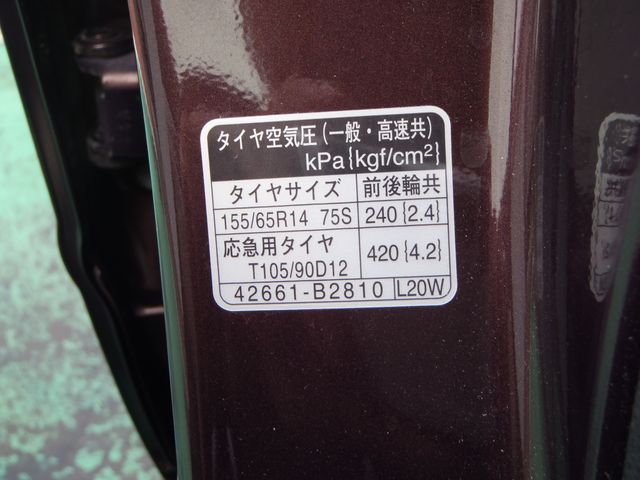 タイヤ空気圧(一般・高速共)
kPa{kgf/cm²}
タイヤサイズ 前後輪共
155/65R14 75S 240{2.4}
応急用タイヤ
T105/90D12 420{4.2}
42661-B2810 L20W